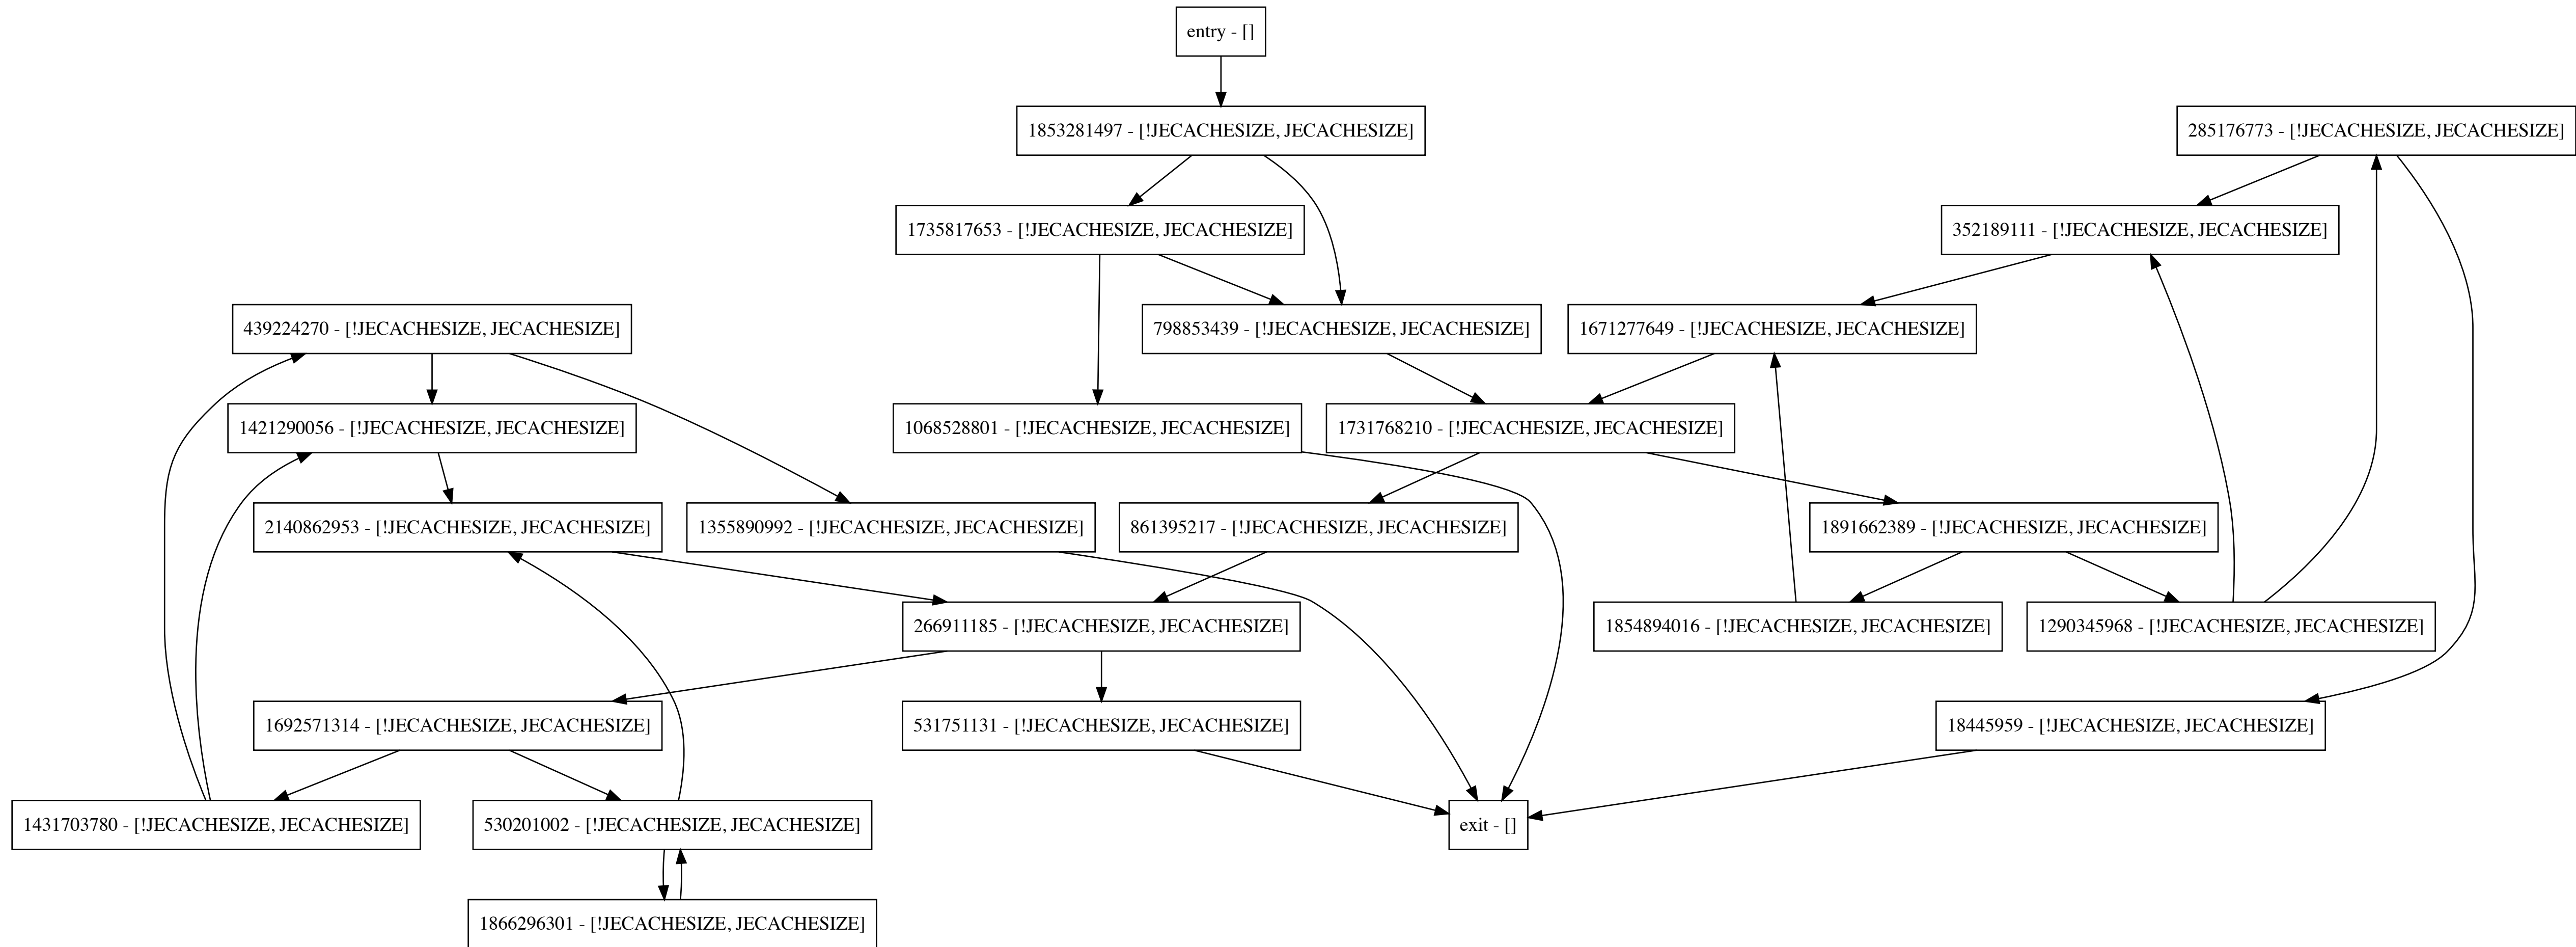 entry - []
1853281497 - [!JECACHESIZE, JECACHESIZE]
285176773 - [!JECACHESIZE, JECACHESIZE]
1735817653 - [!JECACHESIZE, JECACHESIZE]
352189111 - [!JECACHESIZE, JECACHESIZE]
439224270 - [!JECACHESIZE, JECACHESIZE]
798853439 - [!JECACHESIZE, JECACHESIZE]
1671277649 - [!JECACHESIZE, JECACHESIZE]
1421290056 - [!JECACHESIZE, JECACHESIZE]
1068528801 - [!JECACHESIZE, JECACHESIZE]
1731768210 - [!JECACHESIZE, JECACHESIZE]
2140862953 - [!JECACHESIZE, JECACHESIZE]
1355890992 - [!JECACHESIZE, JECACHESIZE]
861395217 - [!JECACHESIZE, JECACHESIZE]
1891662389 - [!JECACHESIZE, JECACHESIZE]
266911185 - [!JECACHESIZE, JECACHESIZE]
1854894016 - [!JECACHESIZE, JECACHESIZE]
1290345968 - [!JECACHESIZE, JECACHESIZE]
1692571314 - [!JECACHESIZE, JECACHESIZE]
531751131 - [!JECACHESIZE, JECACHESIZE]
18445959 - [!JECACHESIZE, JECACHESIZE]
1431703780 - [!JECACHESIZE, JECACHESIZE]
530201002 - [!JECACHESIZE, JECACHESIZE]
exit - []
1866296301 - [!JECACHESIZE, JECACHESIZE]